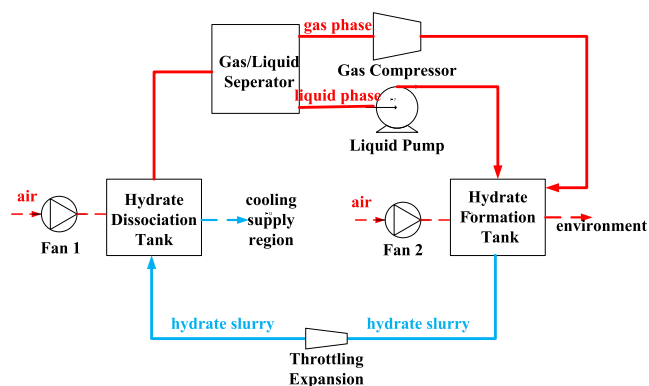 gas phase
Gas/Liquid
Seperator
Gas Compressor
liquid phase
Liquid Pump
air
Hydrate
Dissociation
Tank
Fan 1
cooling
supply
region
air
Hydrate
Formation
Tank
Fan 2
environment
hydrate slurry
hydrate slurry
Throttling
Expansion